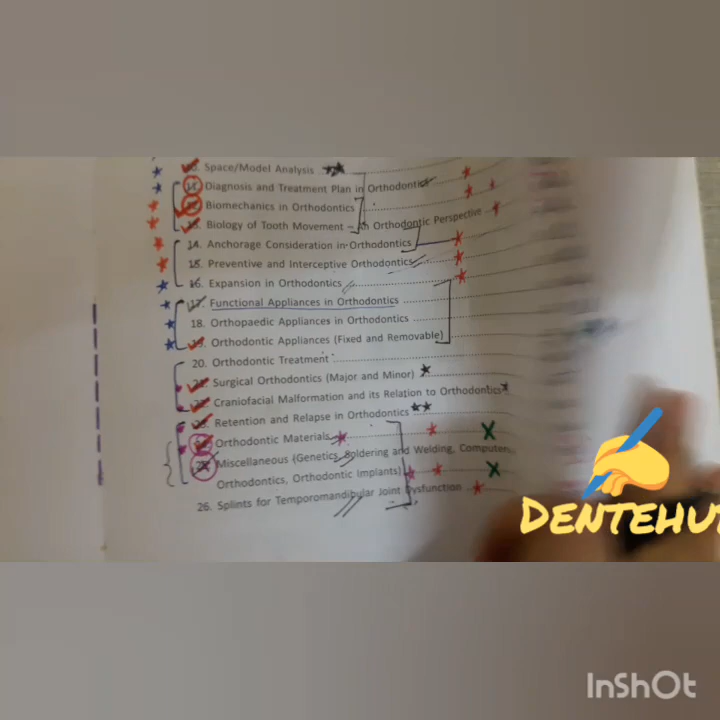 Space/Model Analysis
Diagnosis and Treatment Plan in Orthodontics
Biomechanics in Orthodontics
Biology of Tooth Movement – An Orthodontic Perspective
14. Anchorage Consideration in Orthodontics
15. Preventive and Interceptive Orthodontics
16. Expansion in Orthodontics
17. Functional Appliances in Orthodontics
18. Orthopaedic Appliances in Orthodontics
Orthodontic Appliances (Fixed and Removable)
20. Orthodontic Treatment
Surgical Orthodontics (Major and Minor)
Craniofacial Malformation and its Relation to Orthodontics
Retention and Relapse in Orthodontics
Orthodontic Materials
Miscellaneous (Genetics, Soldering and Welding, Computers,
Orthodontics, Orthodontic Implants)
26. Splints for Temporomandibular Joint Dysfunction
DENTEHU
InShOt